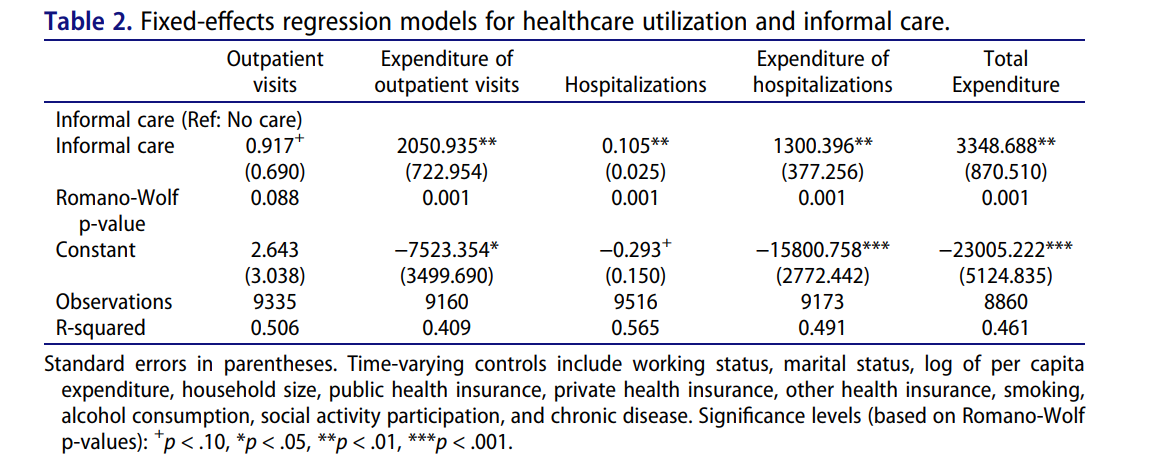 Table 2. Fixed-effects regression models for healthcare utilization and informal care.
Outpatient visits Expenditure of outpatient visits Hospitalizations Expenditure of hospitalizations Total Expenditure
Informal care (Ref: No care)
Informal care 0.917+ 2050.935** 0.105** 1300.396** 3348.688**
(0.690) (722.954) (0.025) (377.256) (870.510)
Romano-Wolf p-value 0.088 0.001 0.001 0.001 0.001
Constant 2.643 −7523.354* −0.293+ −15800.758*** −23005.222***
(3.038) (3499.690) (0.150) (2772.442) (5124.835)
Observations 9335 9160 9516 9173 8860
R-squared 0.506 0.409 0.565 0.491 0.461
Standard errors in parentheses. Time-varying controls include working status, marital status, log of per capita
expenditure, household size, public health insurance, private health insurance, other health insurance, smoking,
alcohol consumption, social activity participation, and chronic disease. Significance levels (based on Romano-Wolf
p-values): +p < .10, *p < .05, **p < .01, ***p < .001.